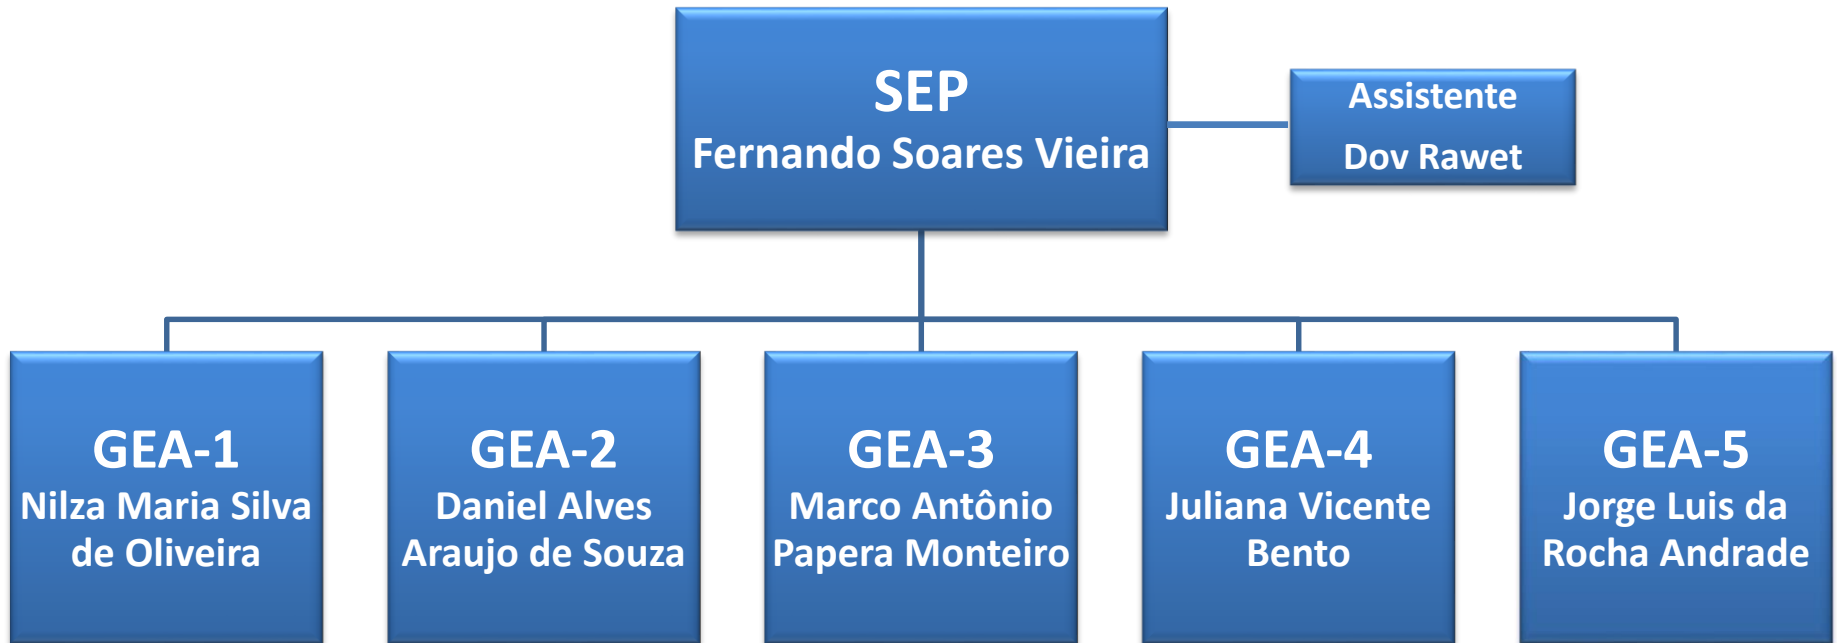 SEP
Fernando Soares Vieira
Assistente
Dov Rawet
GEA-1
Nilza Maria Silva
de Oliveira
GEA-2
Daniel Alves
Araujo de Souza
GEA-3
Marco Antônio
Papera Monteiro
GEA-4
Juliana Vicente
Bento
GEA-5
Jorge Luis da
Rocha Andrade